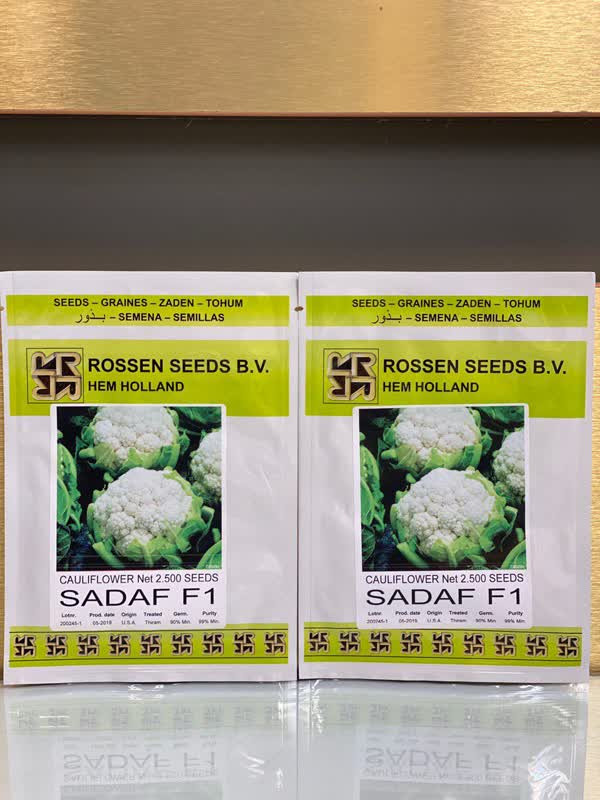 SEEDS – GRAINES – ZADEN – TOHUM
بـذور – SEMENA – SEMILLAS
ROSSEN SEEDS B.V.
HEM HOLLAND
CAULIFLOWER Net 2.500 SEEDS
SADAF F1
Lotnr. Prod. date Origin Treated Germ. Purity
200245-1 05-2019 U.S.A Thiram 90% Min. 99% Min.
SEEDS – GRAINES – ZADEN – TOHUM
بـذور – SEMENA – SEMILLAS
ROSSEN SEEDS B.V.
HEM HOLLAND
CAULIFLOWER Net 2.500 SEEDS
SADAF F1
Lotnr. Prod. date Origin Treated Germ. Purity
200245-1 05-2019 U.S.A Thiram 90% Min. 99% Min.